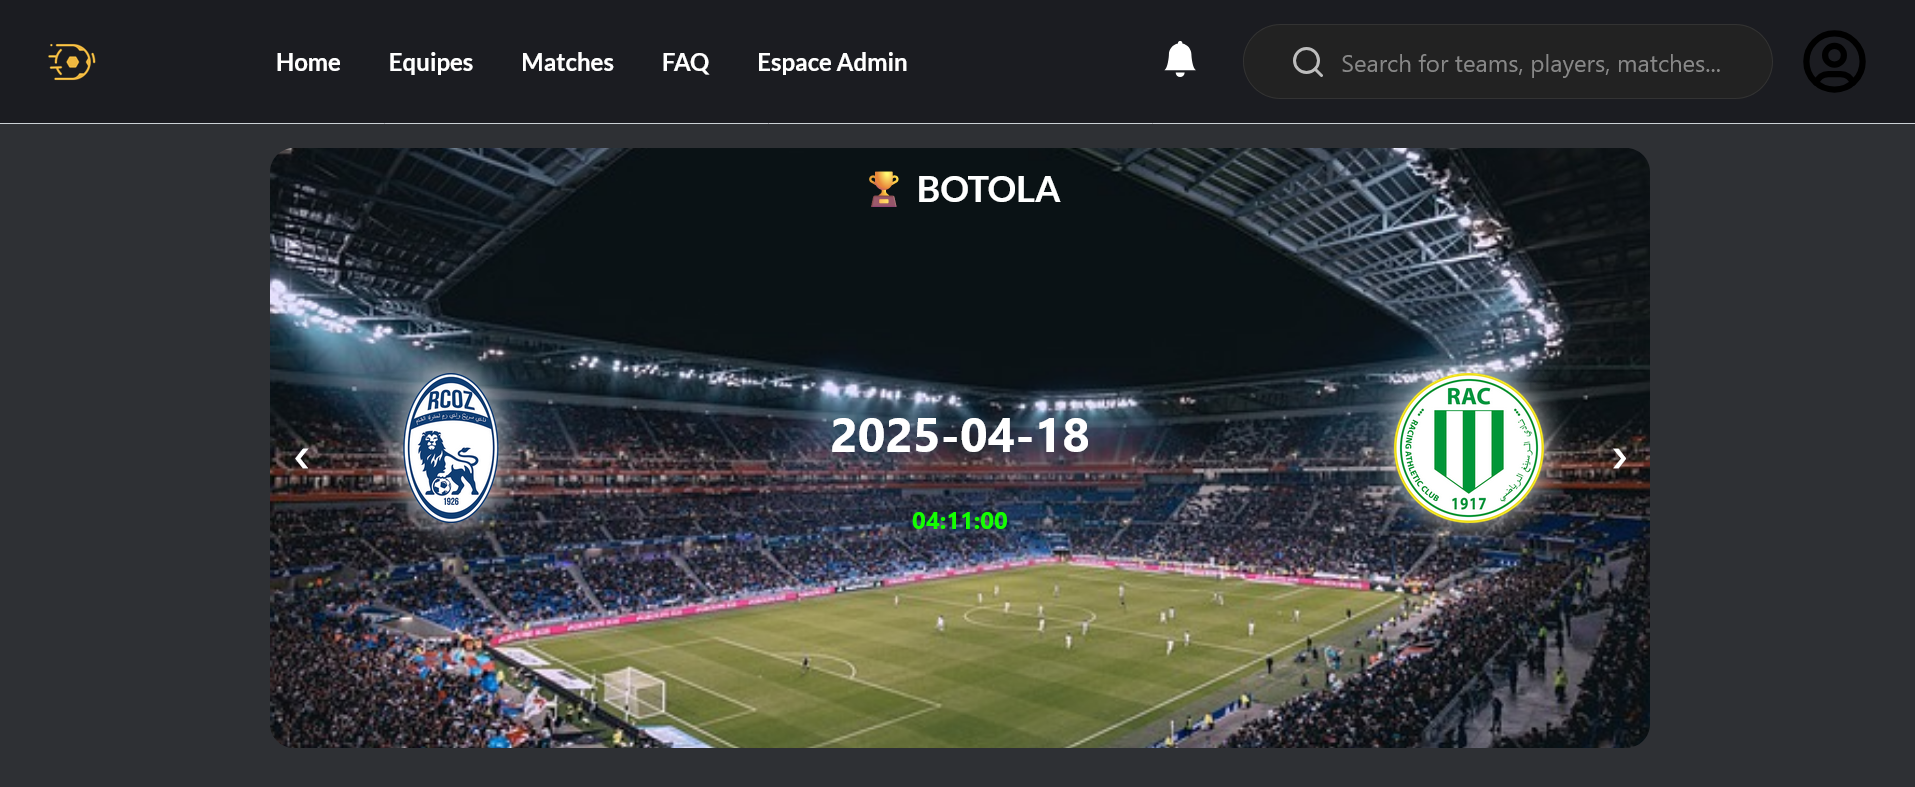 Home Equipes Matches FAQ Espace Admin Search for teams, players, matches...
BOTOLA
RCOZ
1926
2025-04-18
04:11:00
RAC
RACING ATHLETIC CLUB
1917